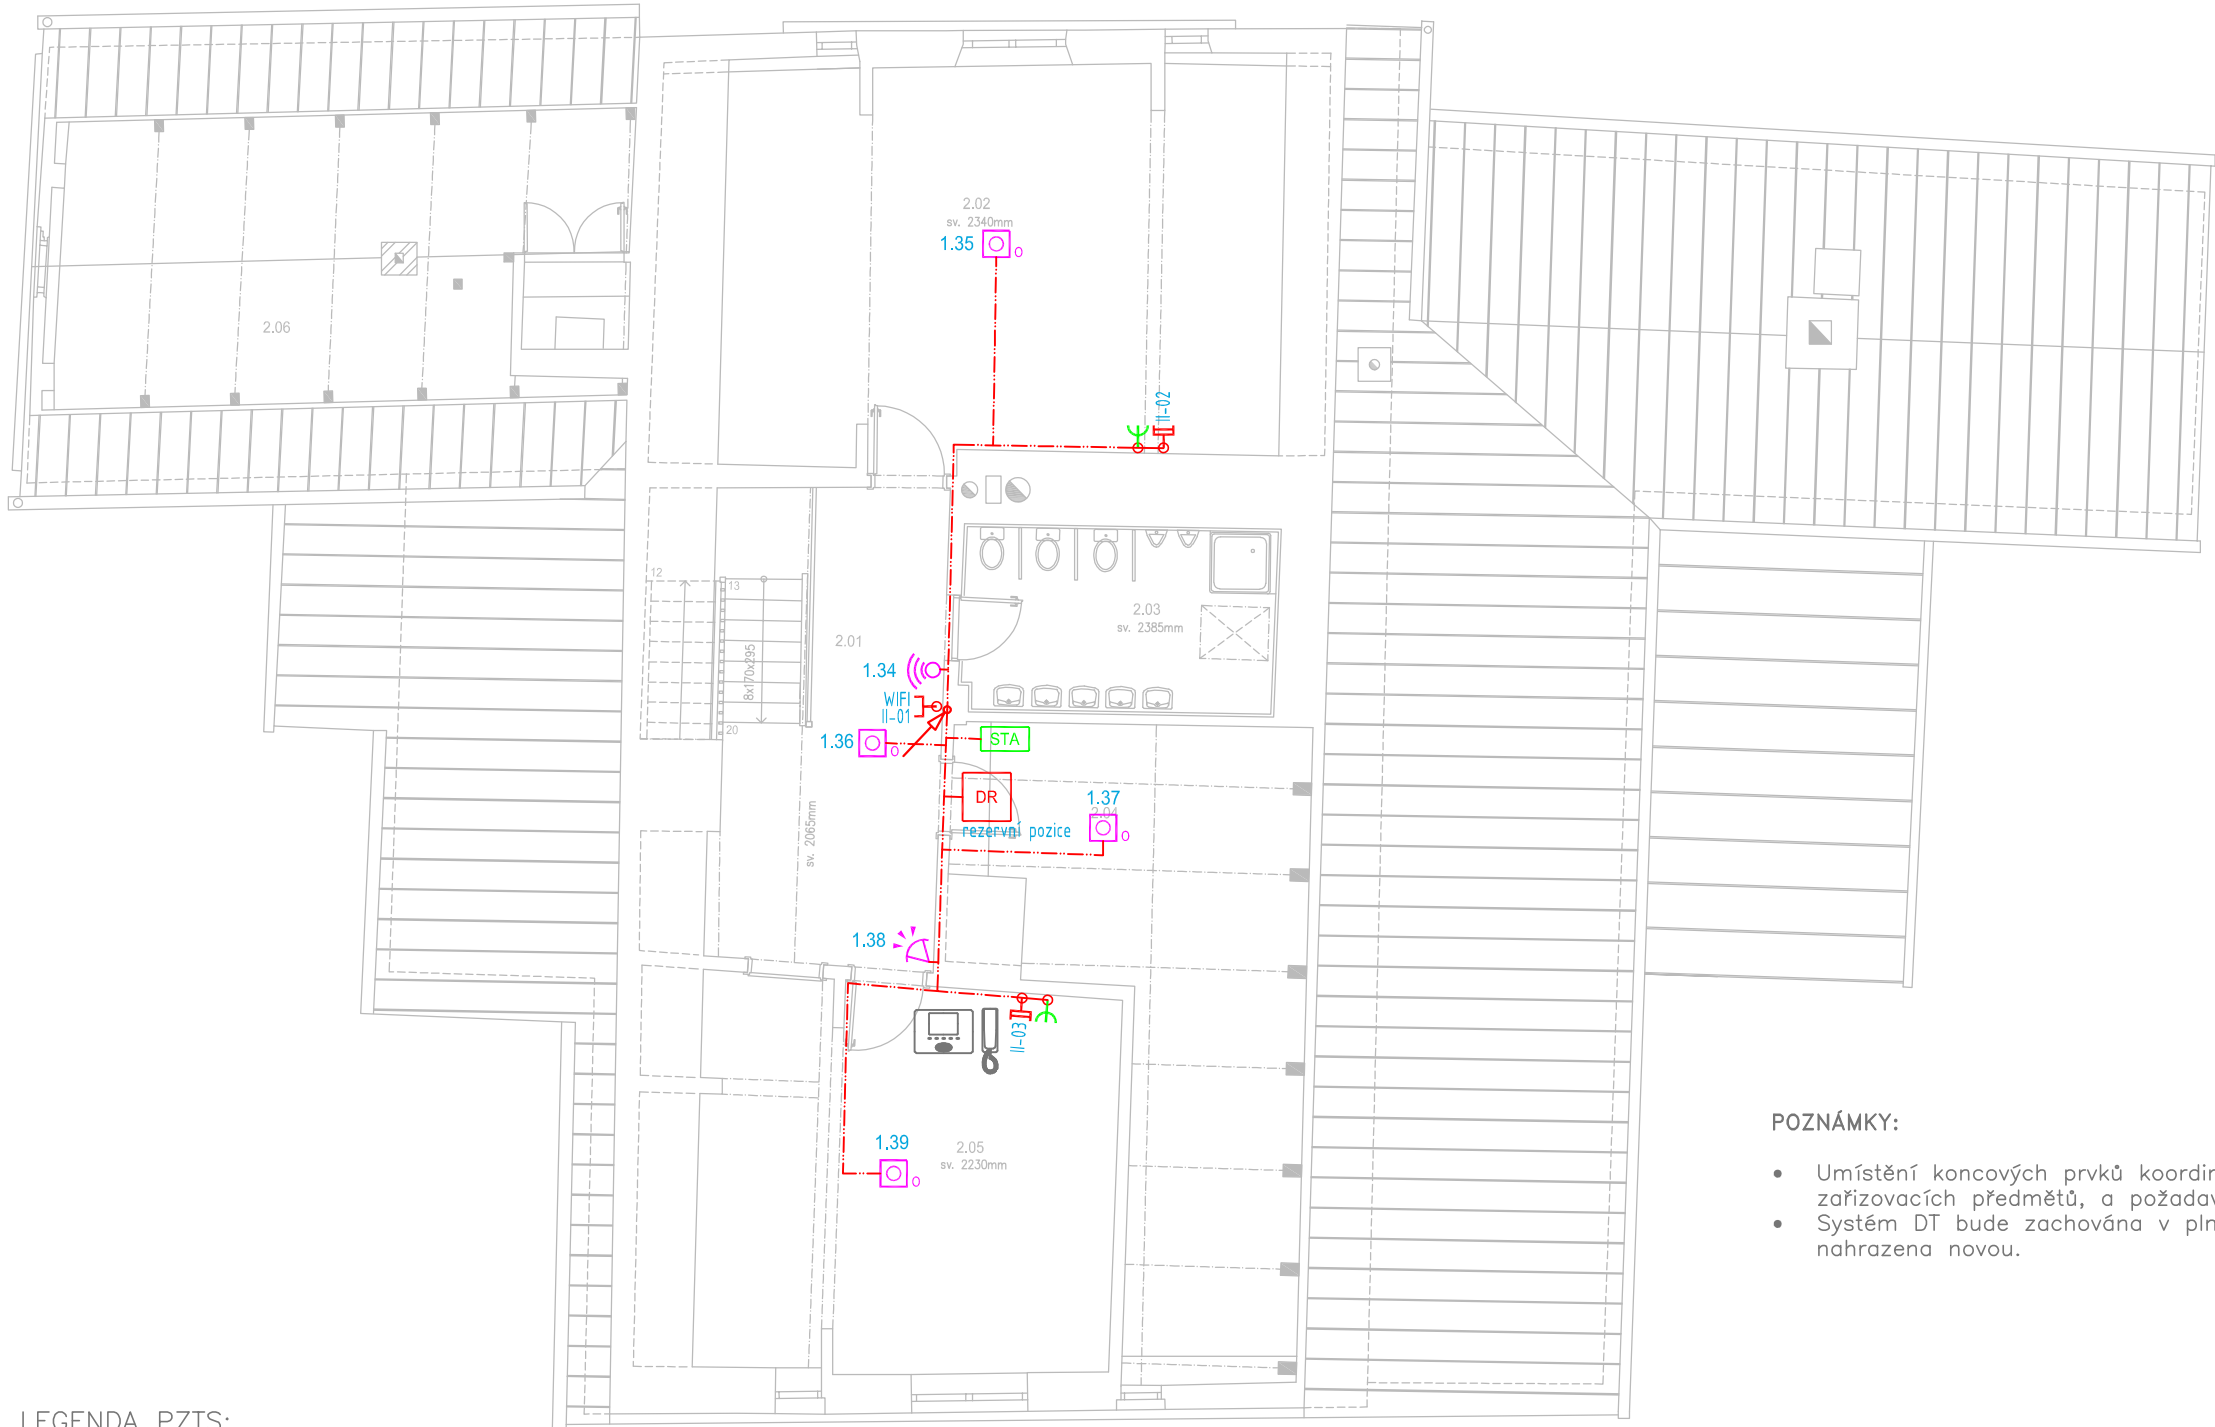 2.02
sv. 2340mm
1.35
O
2.06
II-02
12
13
2.03
sv. 2385mm
2.01
8x170x295
1.34
WIFI
II-01
20
1.36
O
STA
DR
1.37
2.04
rezervní pozice
O
sv. 2065mm
1.38
II-03
1.39
O
2.05
sv. 2230mm
POZNÁMKY:
• Umístění koncových prvků
zařizovacích předmětů, a
• Systém DT bude zachována v
nahrazena novou.
LEGENDA PZTS: